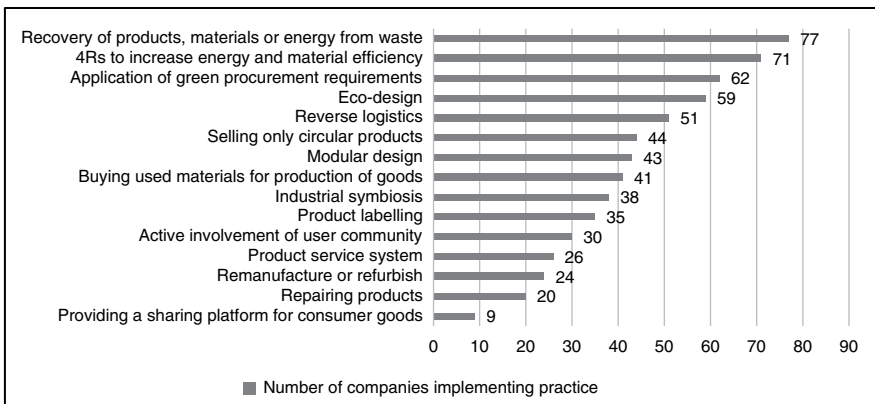 Recovery of products, materials or energy from waste 77
4Rs to increase energy and material efficiency 71
Application of green procurement requirements 62
Eco-design 59
Reverse logistics 51
Selling only circular products 44
Modular design 43
Buying used materials for production of goods 41
Industrial symbiosis 38
Product labelling 35
Active involvement of user community 30
Product service system 26
Remanufacture or refurbish 24
Repairing products 20
Providing a sharing platform for consumer goods 9
0 10 20 30 40 50 60 70 80 90
Number of companies implementing practice